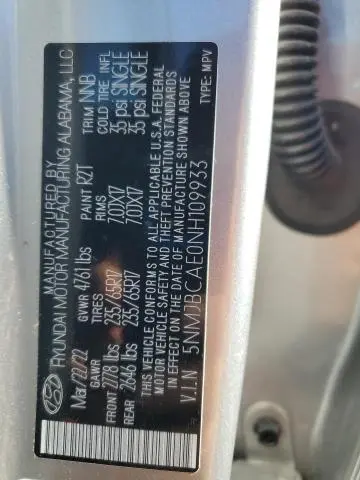 MANUFACTURED BY
HYUNDAI MOTOR MANUFACTURING ALABAMA, LLC
Mar/22/22 GVWR 4761 lbs PAINT R2T TRIM NNB
GAWR TIRES RIMS COLD TIRE INFL
FRONT 2778 lbs 235/65R17 7.0JX17 35 psi SINGLE
REAR 2646 lbs 235/65R17 7.0JX17 35 psi SINGLE
THIS VEHICLE CONFORMS TO ALL APPLICABLE U.S.A. FEDERAL
MOTOR VEHICLE SAFETY AND THEFT PREVENTION STANDARDS
IN EFFECT ON THE DATE OF MANUFACTURE SHOWN ABOVE
V.I.N 5NMJBCAE0NH109933 TYPE: MPV